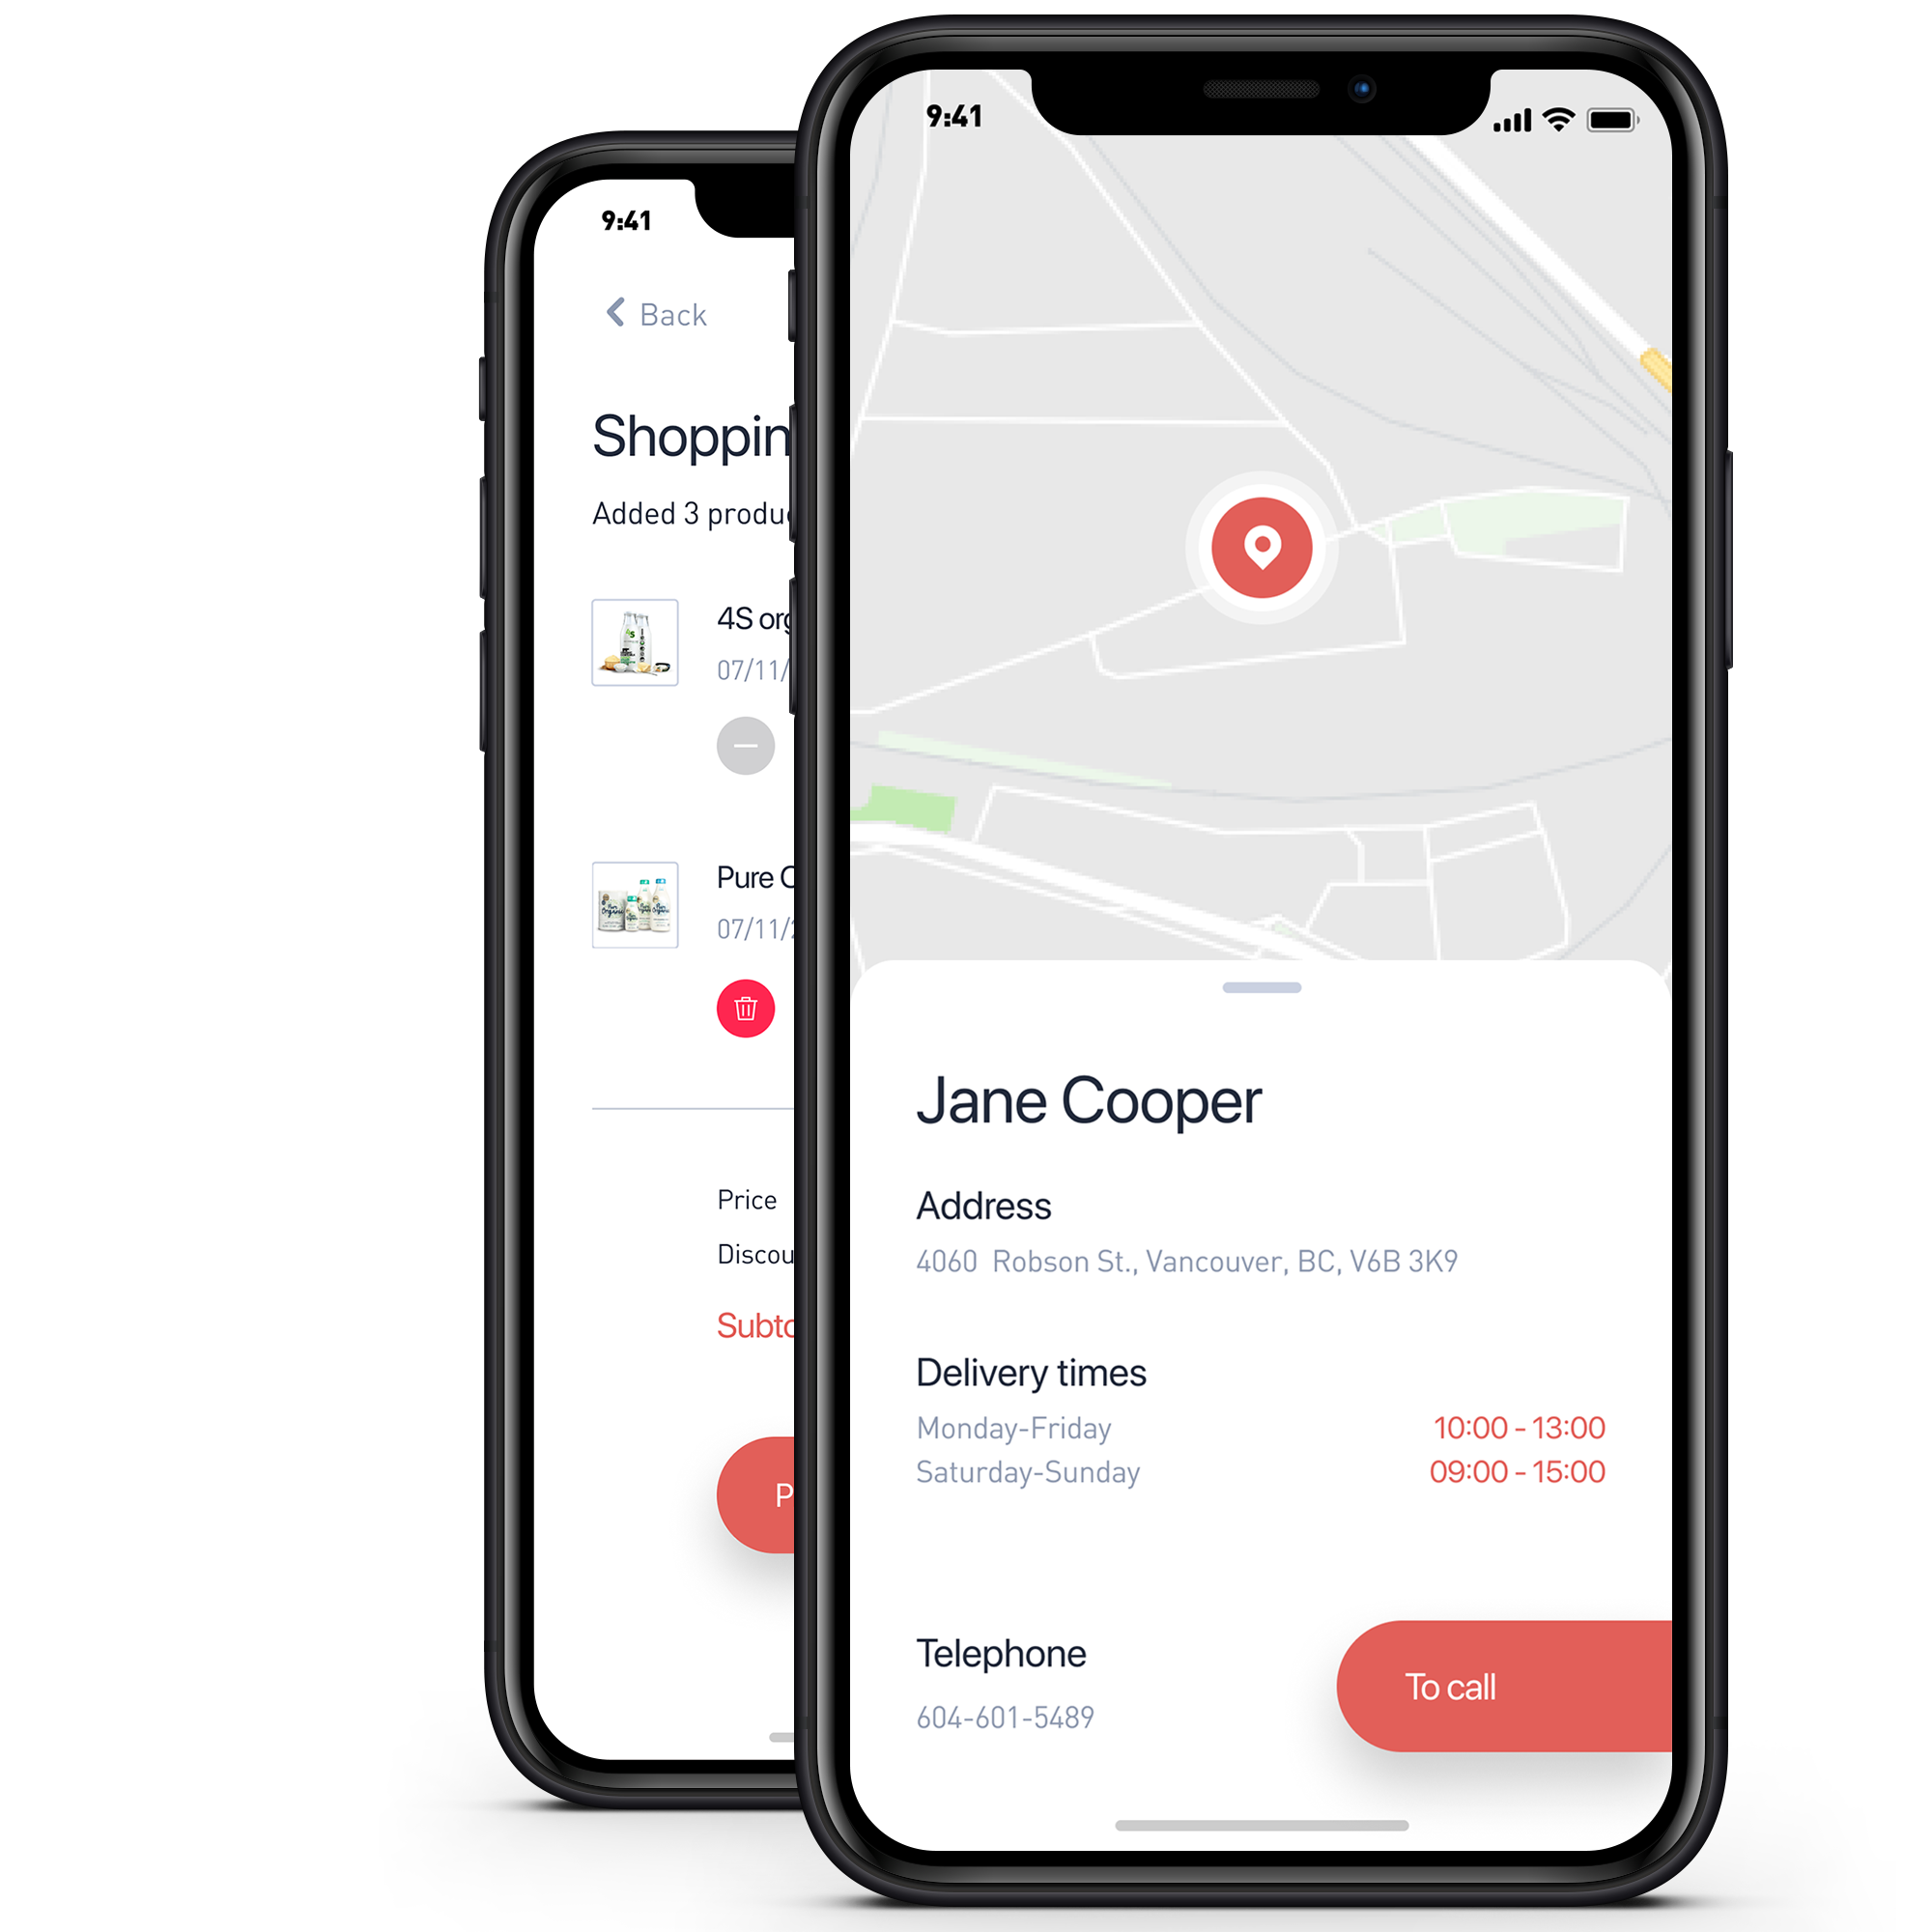 9:41
Back
Shoppin
Added 3 produ
4S org
07/11/
Pure
07/11/
Price
Discou
Subto
P
9:41
Jane Cooper
Address
4060 Robson St., Vancouver, BC, V6B 3K9
Delivery times
Monday-Friday 10:00 - 13:00
Saturday-Sunday 09:00 - 15:00
Telephone
604-601-5489
To call